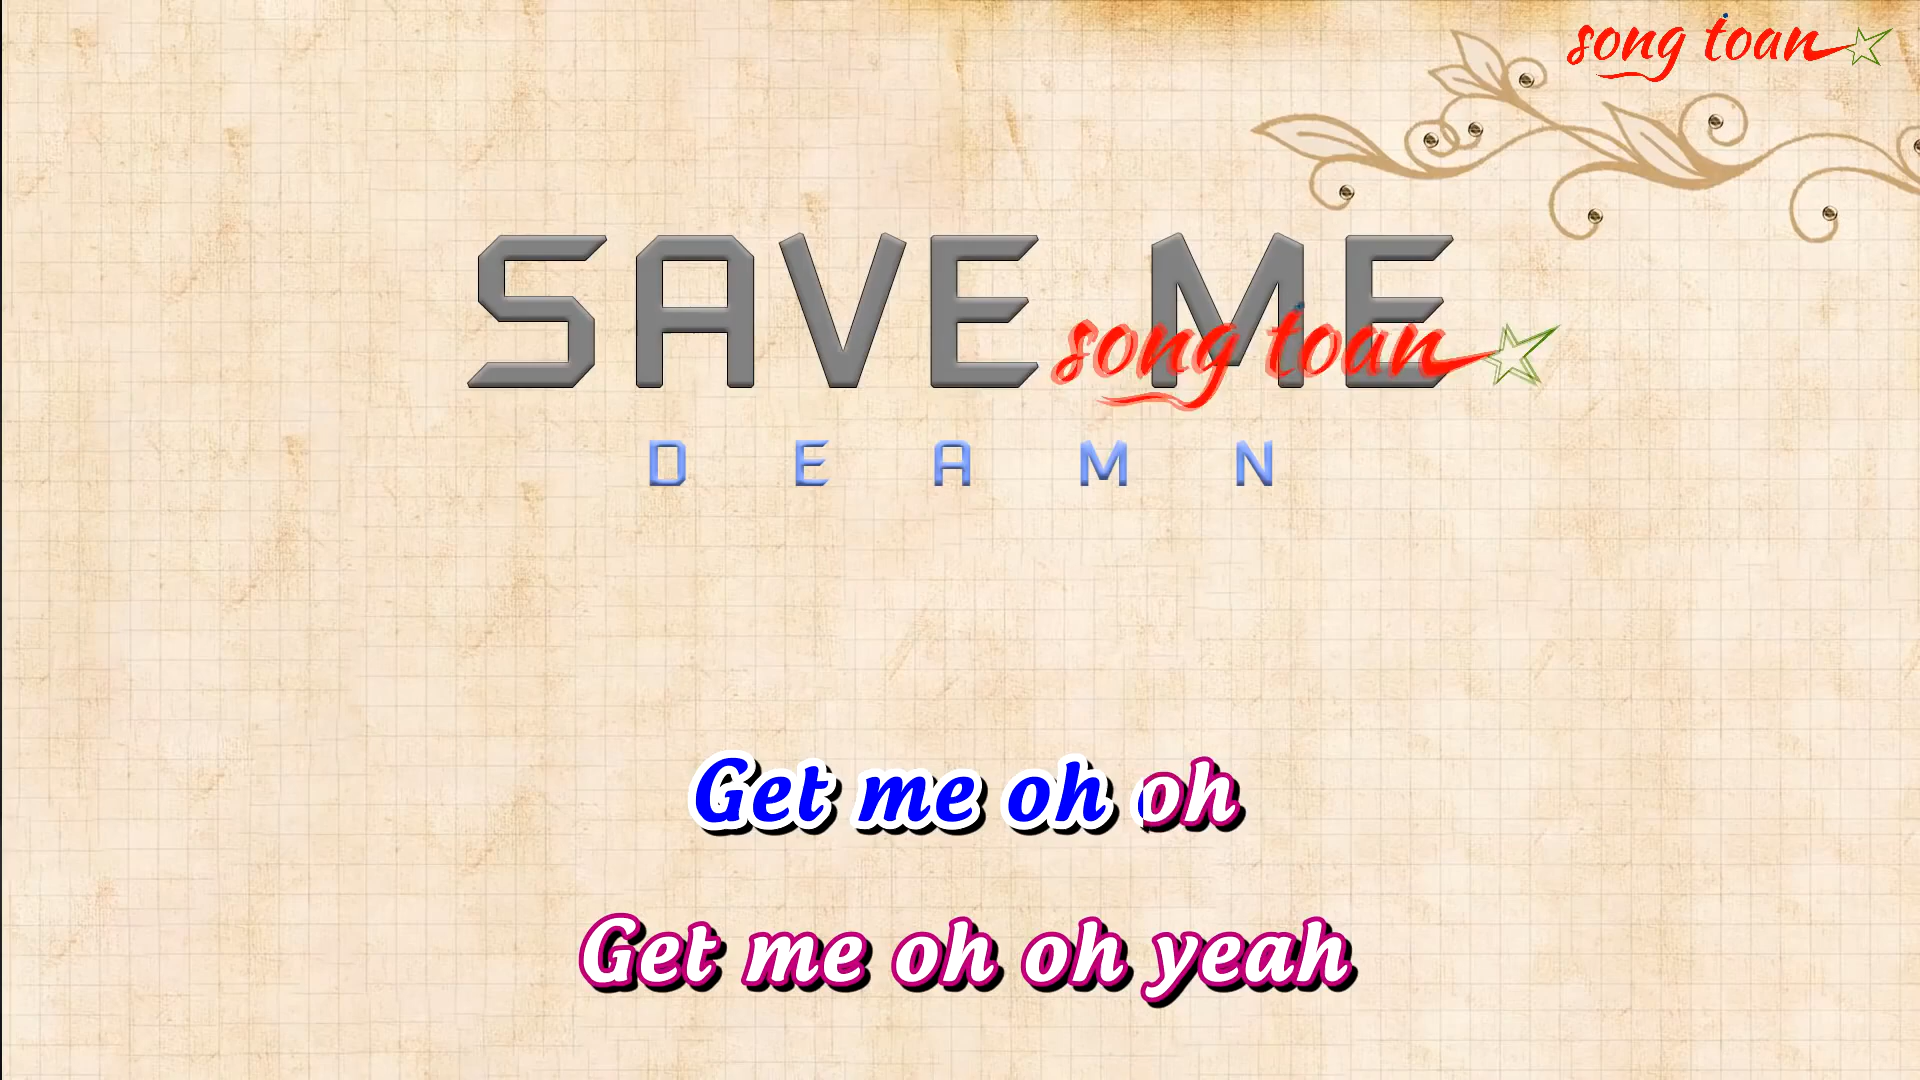 song toan
SAVE ME
song toan
DEAMN
Get me oh oh
Get me oh oh yeah